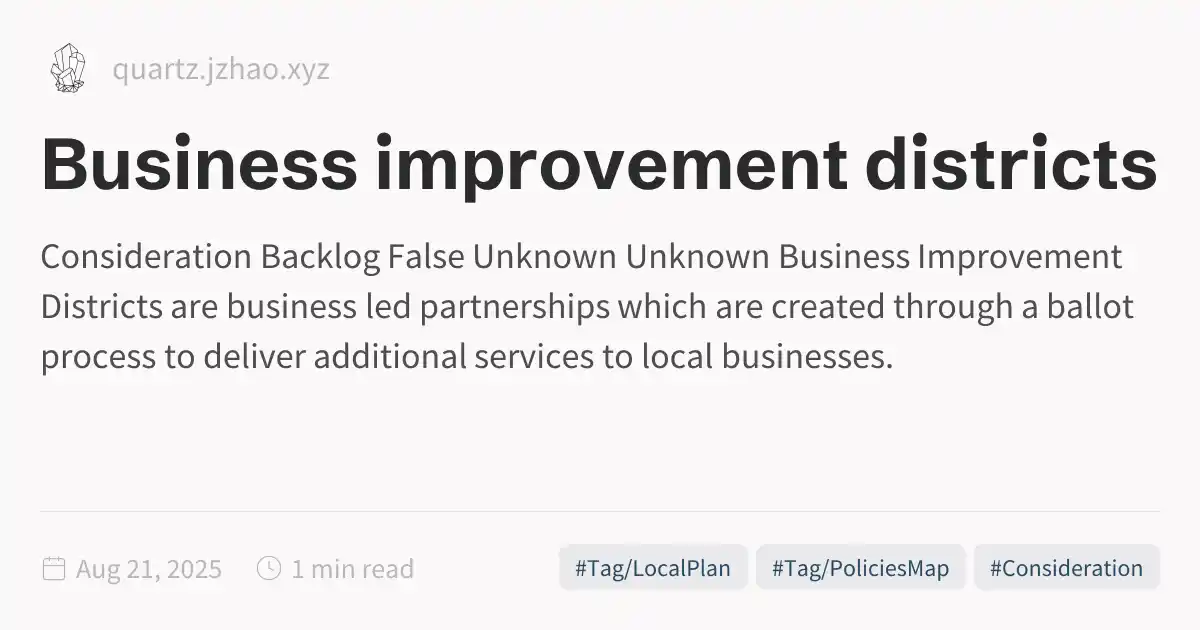 quartz.jzhao.xyz
Business improvement districts
Consideration Backlog False Unknown Unknown Business Improvement
Districts are business led partnerships which are created through a ballot
process to deliver additional services to local businesses.
Aug 21, 2025 1 min read #Tag/LocalPlan #Tag/PoliciesMap #Consideration